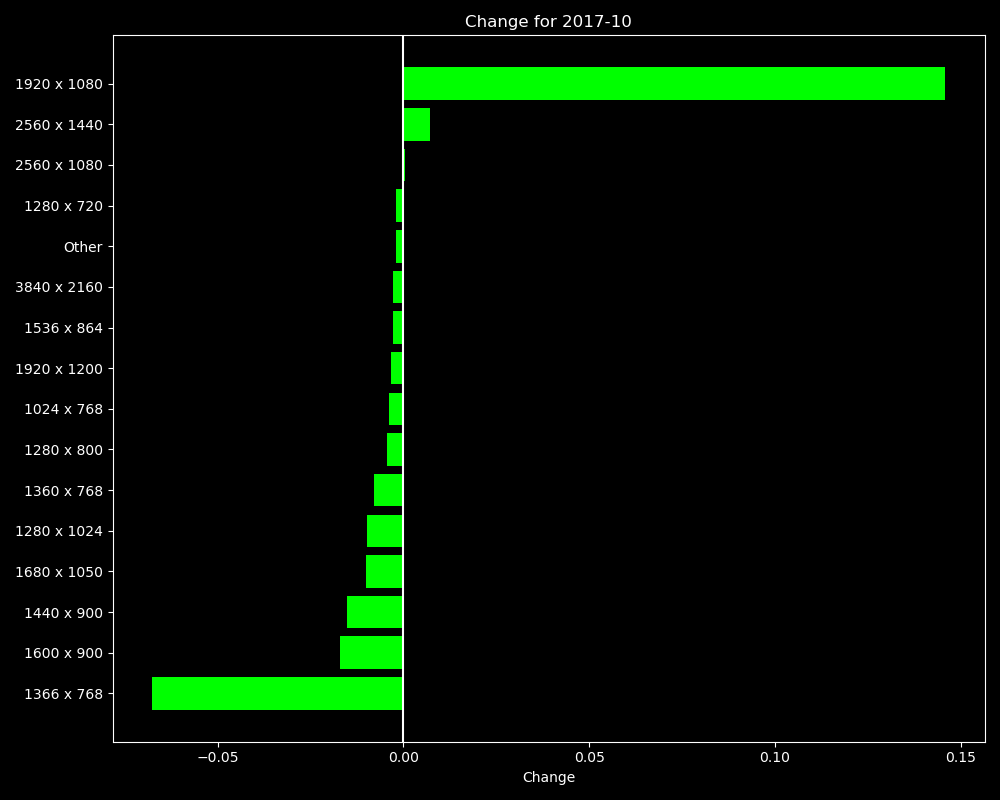 Change for 2017-10
1920 x 1080
2560 x 1440
2560 x 1080
1280 x 720
Other
3840 x 2160
1536 x 864
1920 x 1200
1024 x 768
1280 x 800
1360 x 768
1280 x 1024
1680 x 1050
1440 x 900
1600 x 900
1366 x 768
−0.05 0.00 0.05 0.10 0.15
Change